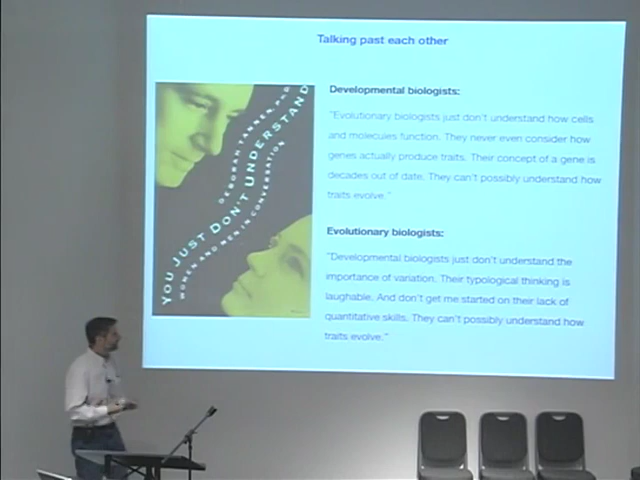 Talking past each other
DEBORAH TANNEN, PH.D.
YOU JUST DON'T UNDERSTAND
WOMEN AND MEN IN CONVERSATION
Developmental biologists:
"Evolutionary biologists just don't understand how cells
and molecules function. They never even consider how
genes actually produce traits. Their concept of a gene is
decades out of date. They can't possibly understand how
traits evolve."
Evolutionary biologists:
"Developmental biologists just don't understand the
importance of variation. Their typological thinking is
laughable. And don't get me started on their lack of
quantitative skills. They can't possibly understand how
traits evolve."